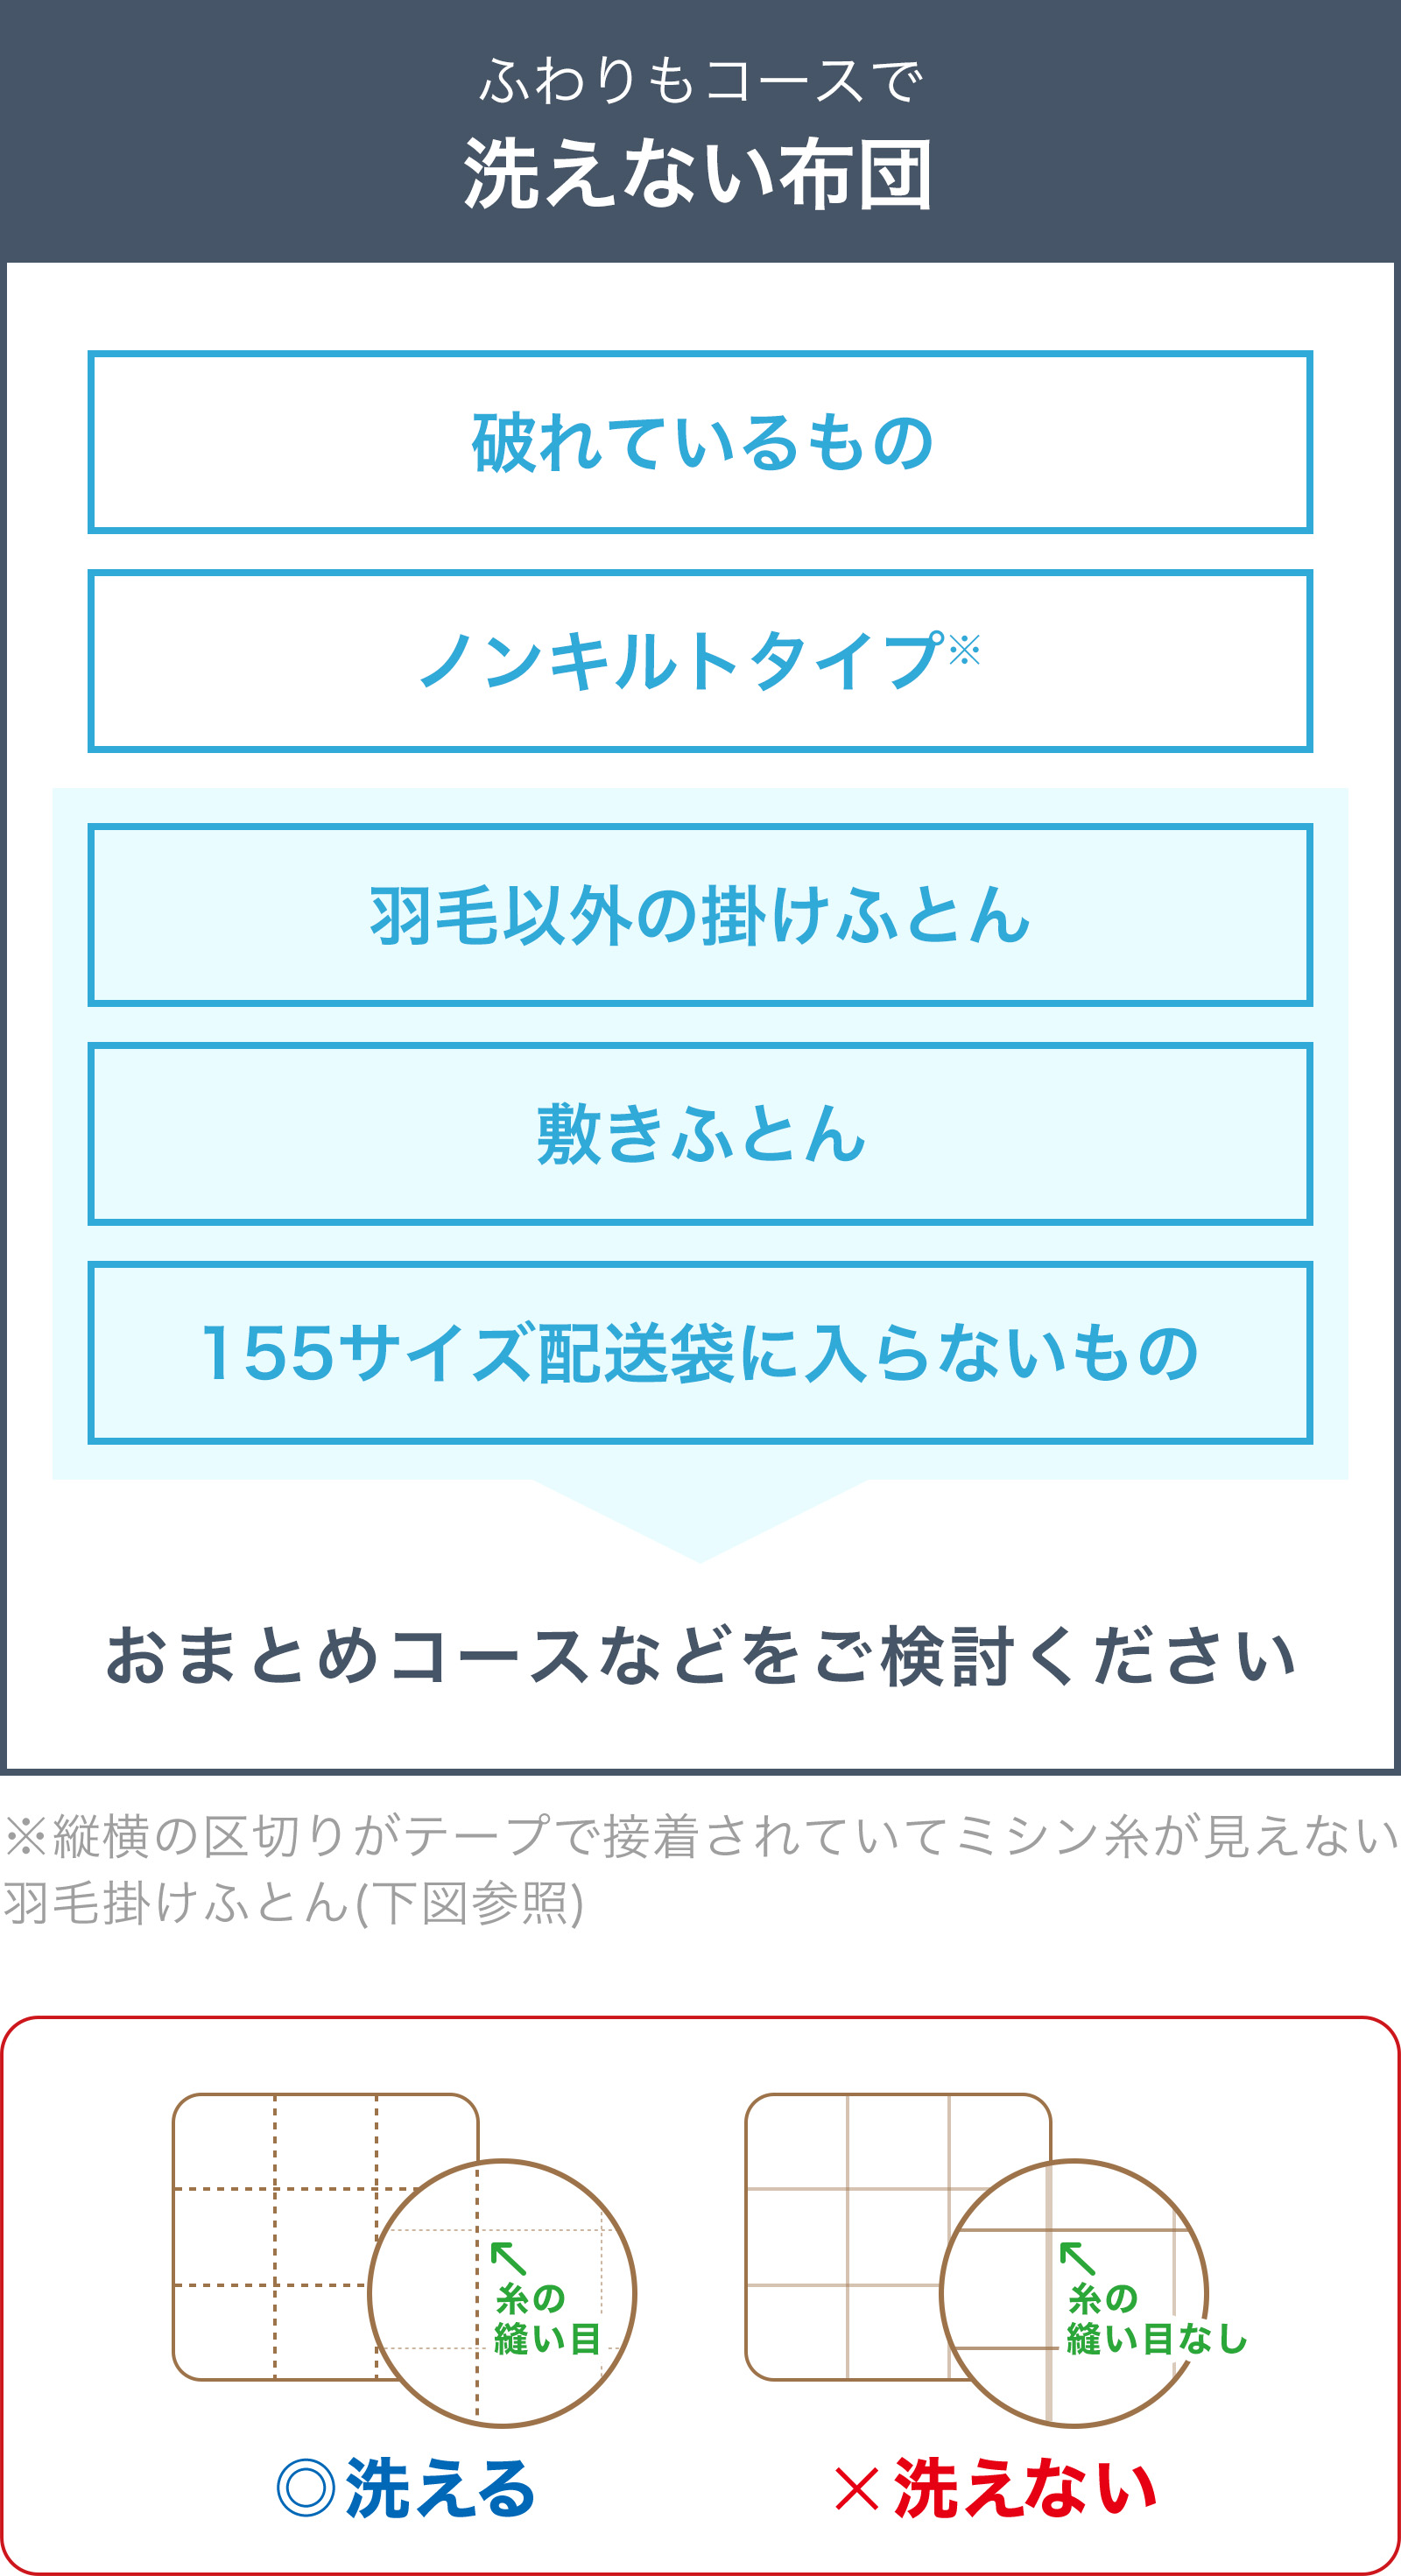 ふわりもコースで
洗えない布団
破れているもの
ノンキルトタイプ※
羽毛以外の掛けふとん
敷きふとん
155サイズ配送袋に入らないもの
おまとめコースなどをご検討ください
※縦横の区切りがテープで接着されていてミシン糸が見えない
羽毛掛けふとん(下図参照)
糸の
縫い目
◎洗える
糸の
縫い目なし
×洗えない